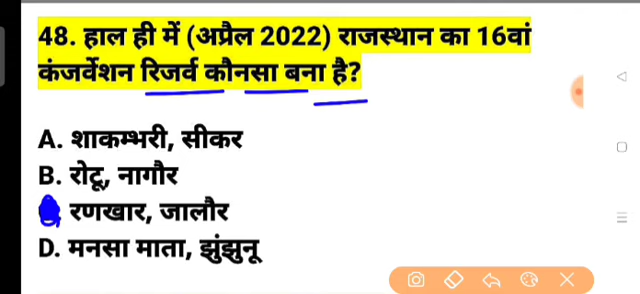 48. हाल ही में (अप्रैल 2022) राजस्थान का 16वां
कंजर्वेशन रिजर्व कौनसा बना है?
A. शाकम्भरी, सीकर
B. रोटू, नागौर
रणखार, जालौर
D. मनसा माता, झुंझुनू